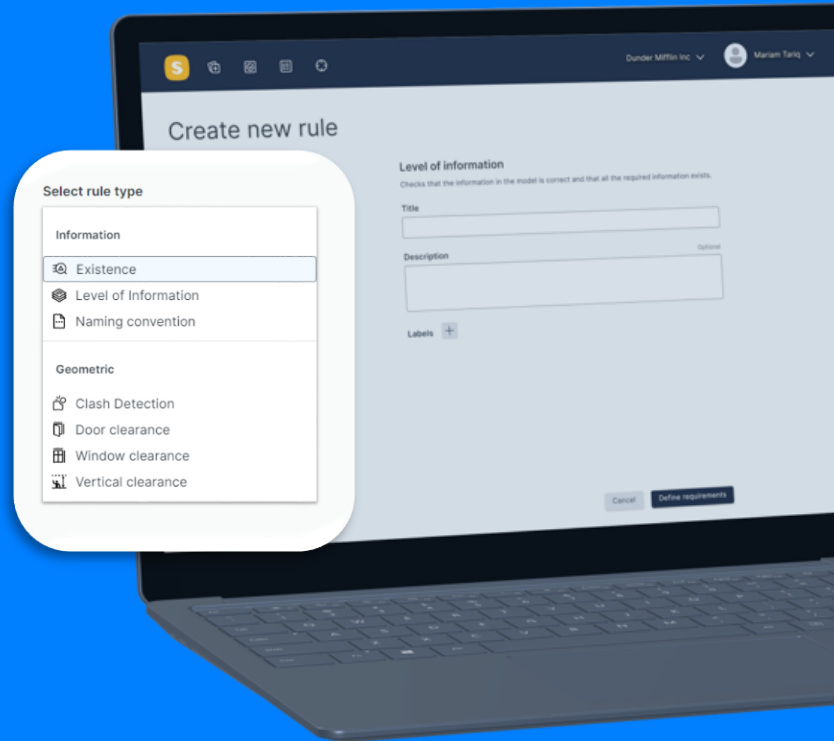 S
Dunder Mifflin Inc
Mariam Tariq
Create new rule
Select rule type
Information
Existence
Level of Information
Naming convention
Geometric
Clash Detection
Door clearance
Window clearance
Vertical clearance
Level of information
Checks that the information in the model is correct and that all the required information exists.
Title
Description
Optional
Labels
Cancel
Define requirements